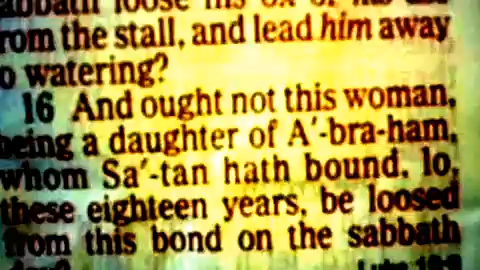 sabbath loose his ox or his ass
from the stall, and lead him away
to watering?
16 And ought not this woman,
being a daughter of A′-bra-ham,
whom Sa′-tan hath bound, lo,
these eighteen years, be loosed
from this bond on the sabbath
day?